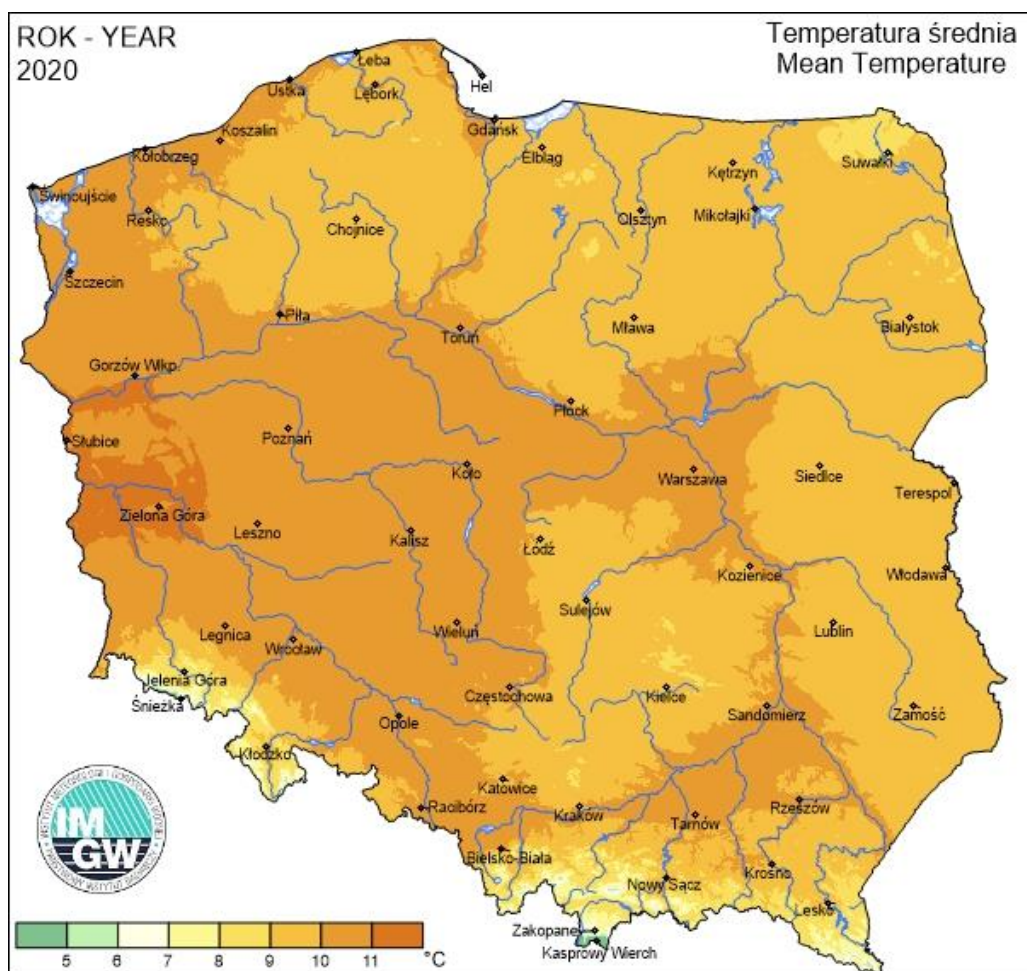 ROK - YEAR
2020
Temperatura średnia
Mean Temperature
Łeba
Ustka
Lębork
Hel
Gdańsk
Koszalin
Kołobrzeg
Elbląg
Kętrzyn
Suwałki
Świnoujście
Resko
Chojnice
Olsztyn
Mikołajki
Szczecin
Piła
Toruń
Mława
Białystok
Gorzów Wlkp.
Płock
Słubice
Poznań
Koło
Warszawa
Siedlce
Terespol
Zielona Góra
Leszno
Kalisz
Łódź
Kozienice
Włodawa
Sulejów
Legnica
Wrocław
Wieluń
Lublin
Jelenia Góra
Śnieżka
Częstochowa
Kielce
Sandomierz
Zamość
Opole
Kłodzko
Katowice
Racibórz
Kraków
Tarnów
Rzeszów
Bielsko-Biała
Krosno
Nowy Sącz
Lesko
Zakopane
Kasprowy Wierch
IM
GW
5 6 7 8 9 10 11 °C